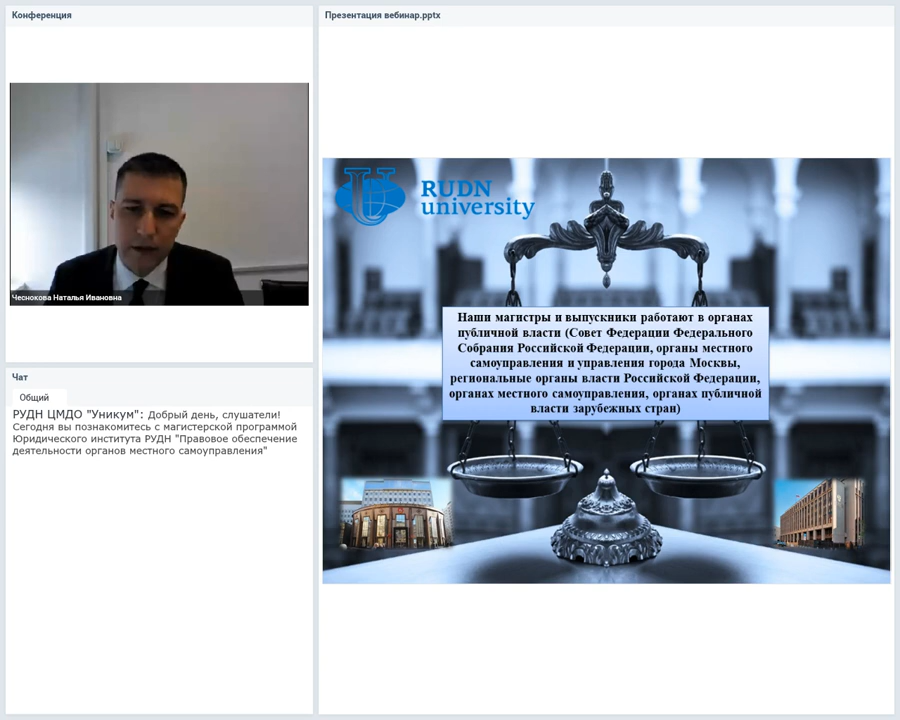 Конференция
Чеснокова Наталья Ивановна
Чат
Общий
РУДН ЦМДО "Уникум": Добрый день, слушатели!
Сегодня вы познакомитесь с магистерской программой
Юридического института РУДН "Правовое обеспечение
деятельности органов местного самоуправления"
Презентация вебинар.pptx
RUDN
university
Наши магистры и выпускники работают в органах
публичной власти (Совет Федерации Федерального
Собрания Российской Федерации, органы местного
самоуправления и управления города Москвы,
региональные органы власти Российской Федерации,
органах местного самоуправления, органах публичной
власти зарубежных стран)